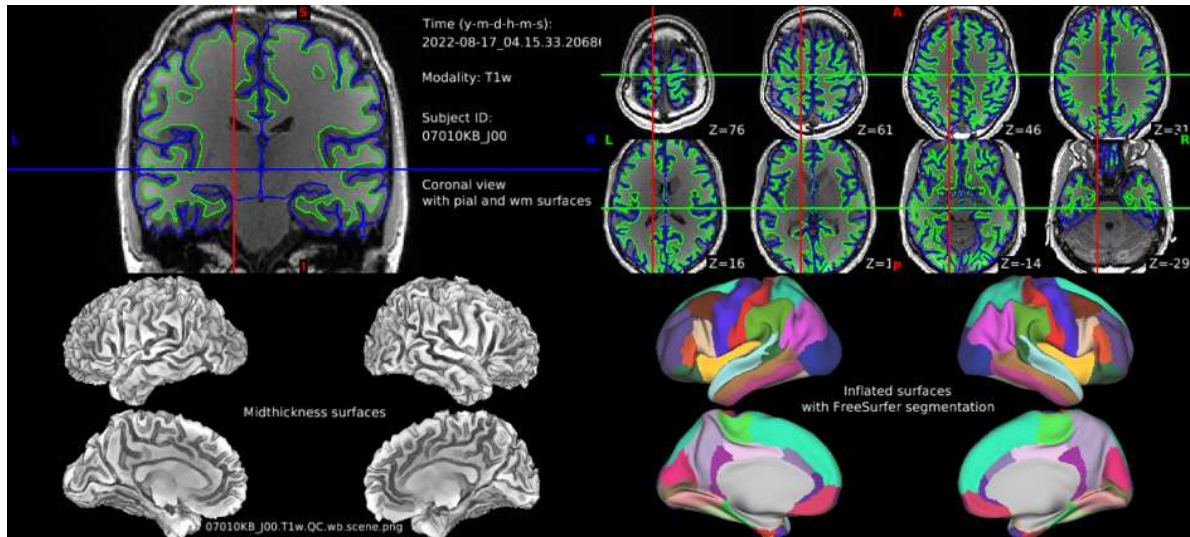 S
Time (y-m-d-h-m-s):
2022-08-17_04.15.33.2068
Modality: T1w
Subject ID:
07010KB_J00
L
R
Coronal view
with pial and wm surfaces
I
A
Z=76
Z=61
Z=46
Z=31
L
R
Z=16
Z=1
P
Z=-14
Z=-29
Midthickness surfaces
07010KB_J00.T1w.QC.wb.scene.png
Inflated surfaces
with FreeSurfer segmentation